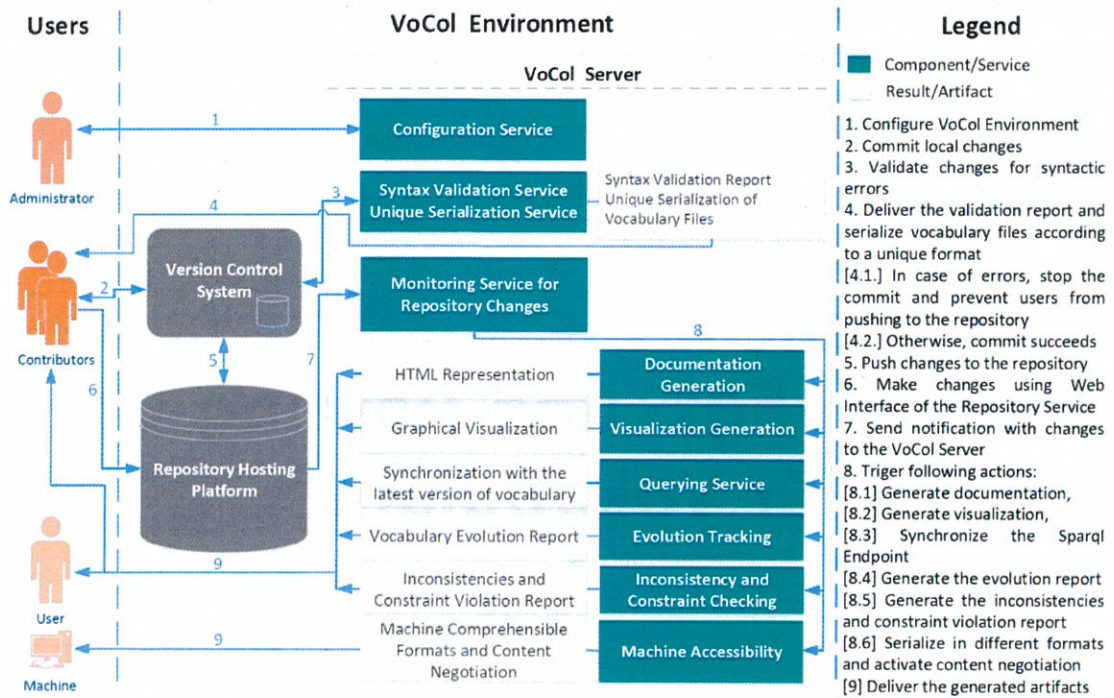 Users
VoCol Environment
Legend
VoCol Server
Component/Service
Result/Artifact
1
Configuration Service
Administrator
3
Syntax Validation Service
Unique Serialization Service
Syntax Validation Report
Unique Serialization of
Vocabulary Files
4
Version Control
System
2
Contributors
Monitoring Service for
Repository Changes
8
5
7
6
Repository Hosting
Platform
HTML Representation
Documentation
Generation
Graphical Visualization
Visualization Generation
Synchronization with the
latest version of vocabulary
Querying Service
Vocabulary Evolution Report
Evolution Tracking
9
Inconsistencies and
Constraint Violation Report
Inconsistency and
Constraint Checking
User
9
Machine Comprehensible
Formats and Content
Negotiation
Machine Accessibility
Machine
1. Configure VoCol Environment
2. Commit local changes
3. Validate changes for syntactic
errors
4. Deliver the validation report and
serialize vocabulary files according
to a unique format
[4.1.] In case of errors, stop the
commit and prevent users from
pushing to the repository
[4.2.] Otherwise, commit succeeds
5. Push changes to the repository
6. Make changes using Web
Interface of the Repository Service
7. Send notification with changes
to the VoCol Server
8. Triger following actions:
[8.1] Generate documentation,
[8.2] Generate visualization,
[8.3] Synchronize the Sparql
Endpoint
[8.4] Generate the evolution report
[8.5] Generate the inconsistencies
and constraint violation report
[8.6] Serialize in different formats
and activate content negotiation
[9] Deliver the generated artifacts